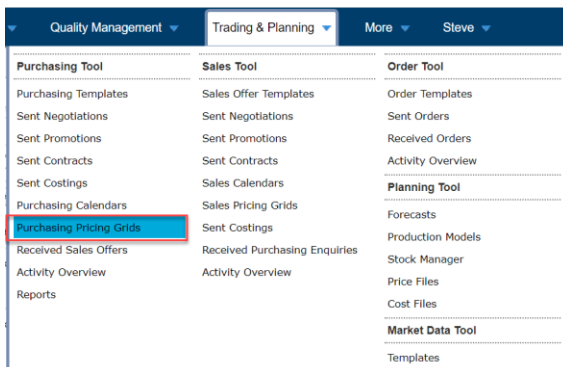 Quality Management
Trading & Planning
More
Steve
Purchasing Tool
Purchasing Templates
Sent Negotiations
Sent Promotions
Sent Contracts
Sent Costings
Purchasing Calendars
Purchasing Pricing Grids
Received Sales Offers
Activity Overview
Reports
Sales Tool
Sales Offer Templates
Sent Negotiations
Sent Promotions
Sent Contracts
Sales Calendars
Sales Pricing Grids
Sent Costings
Received Purchasing Enquiries
Activity Overview
Order Tool
Order Templates
Sent Orders
Received Orders
Activity Overview
Planning Tool
Forecasts
Production Models
Stock Manager
Price Files
Cost Files
Market Data Tool
Templates